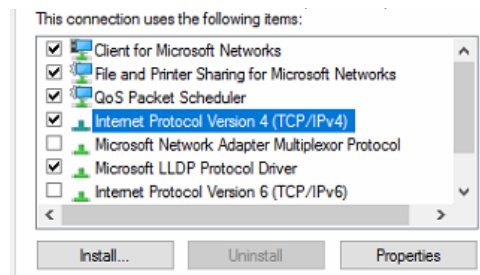 This connection uses the following items:
Client for Microsoft Networks
File and Printer Sharing for Microsoft Networks
QoS Packet Scheduler
Internet Protocol Version 4 (TCP/IPv4)
Microsoft Network Adapter Multiplexor Protocol
Microsoft LLDP Protocol Driver
Internet Protocol Version 6 (TCP/IPv6)
Install... Uninstall Properties